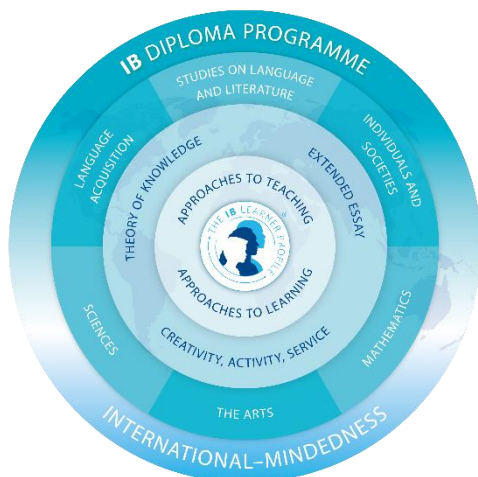 IB DIPLOMA PROGRAMME
STUDIES ON LANGUAGE
AND LITERATURE
LANGUAGE
ACQUISITION
INDIVIDUALS AND
SOCIETIES
THEORY OF KNOWLEDGE
EXTENDED ESSAY
APPROACHES TO TEACHING
THE IB LEARNER PROFILE
®
APPROACHES TO LEARNING
CREATIVITY, ACTIVITY, SERVICE
SCIENCES
MATHEMATICS
THE ARTS
INTERNATIONAL-MINDEDNESS